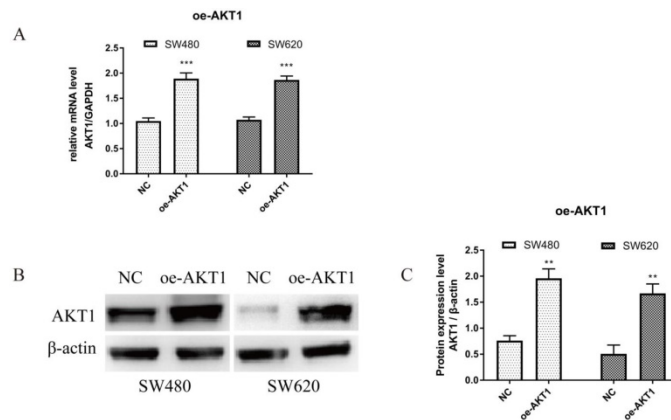 A
oe-AKT1
SW480 SW620
relative mRNA level
AKT1/GAPDH
2.5
2.0
1.5
1.0
0.5
0.0
*** ***
NC oe-AKT1 NC oe-AKT1
B
NC oe-AKT1 NC oe-AKT1
AKT1
β-actin
SW480 SW620
C
oe-AKT1
SW480 SW620
Protein expression level
AKT1 / β-actin
2.5
2.0
1.5
1.0
0.5
0.0
** **
NC oe-AKT1 NC oe-AKT1